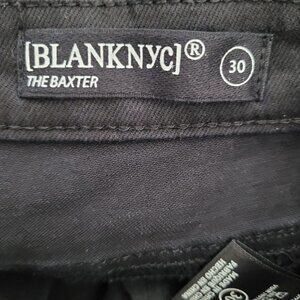 [BLANKNYC]®
THE BAXTER
30